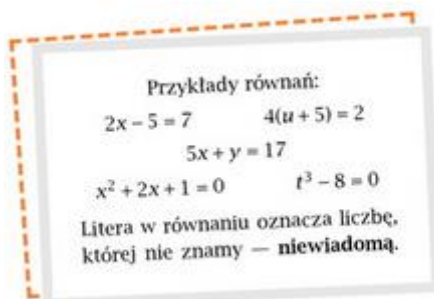 Przykłady równań:
2x − 5 = 7 4(u + 5) = 2
5x + y = 17
x² + 2x + 1 = 0 t³ − 8 = 0
Litera w równaniu oznacza liczbę,
której nie znamy — niewiadomą.